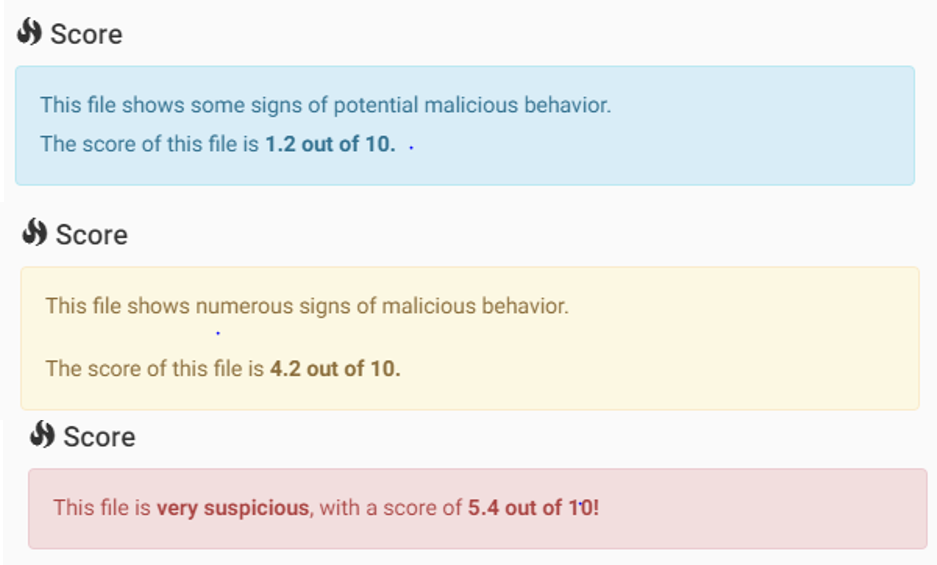 Score
This file shows some signs of potential malicious behavior.
The score of this file is 1.2 out of 10.
Score
This file shows numerous signs of malicious behavior.
The score of this file is 4.2 out of 10.
Score
This file is very suspicious, with a score of 5.4 out of 10!